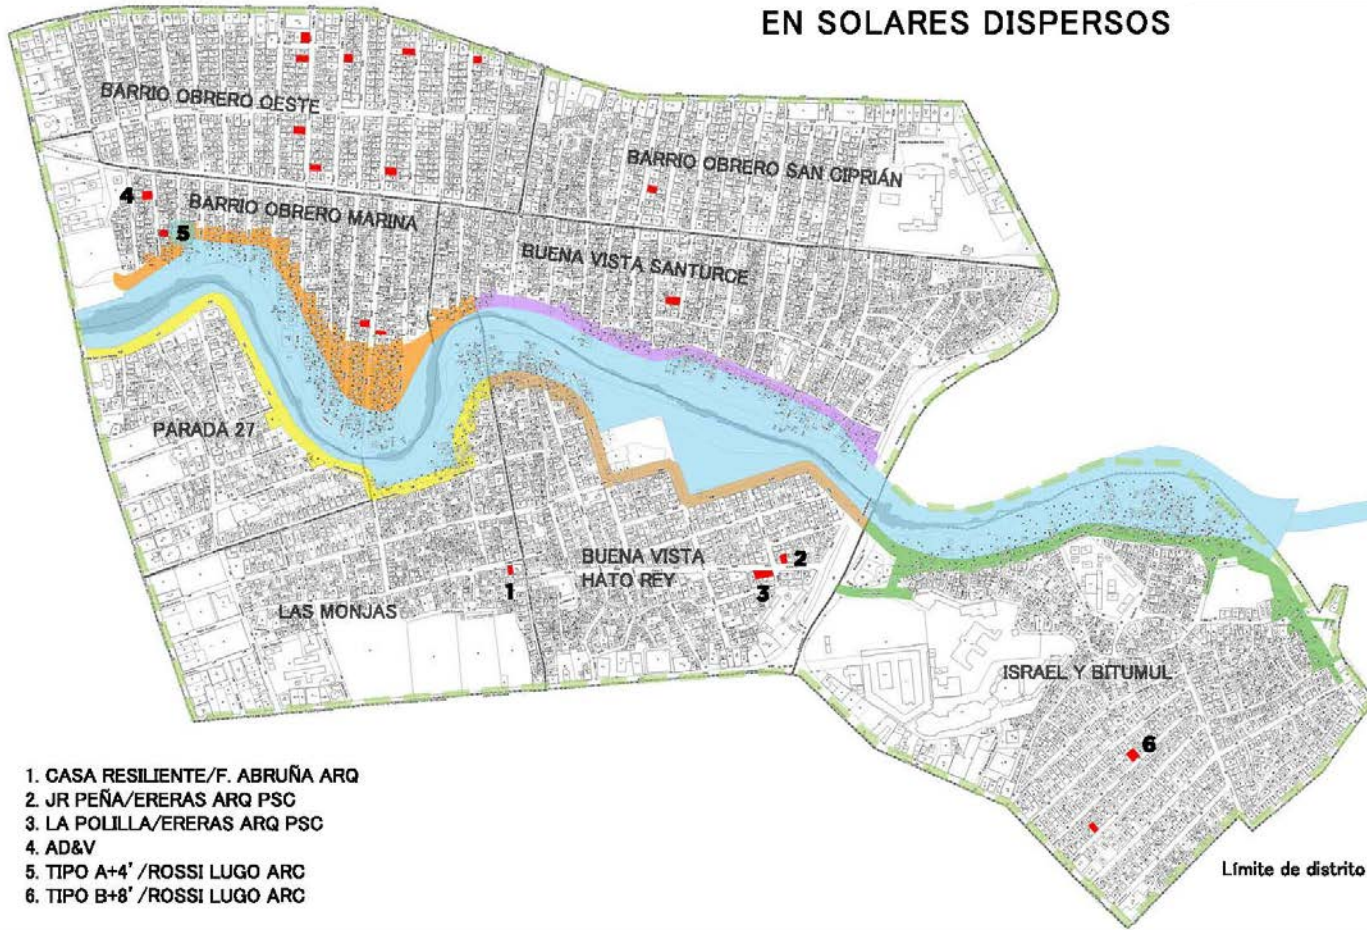 EN SOLARES DISPERSOS
BARRIO OBRERO OESTE
BARRIO OBRERO SAN CIPRIÁN
4
BARRIO OBRERO MARINA
5
BUENA VISTA SANTURCE
PARADA 27
BUENA VISTA
HATO REY
2
1
3
LAS MONJAS
ISRAEL Y BITUMUL
6
1. CASA RESILIENTE/F. ABRUÑA ARQ
2. JR PEÑA/ERERAS ARQ PSC
3. LA POLILLA/ERERAS ARQ PSC
4. AD&V
5. TIPO A+4' /ROSSI LUGO ARC
6. TIPO B+8' /ROSSI LUGO ARC
Límite de distrito